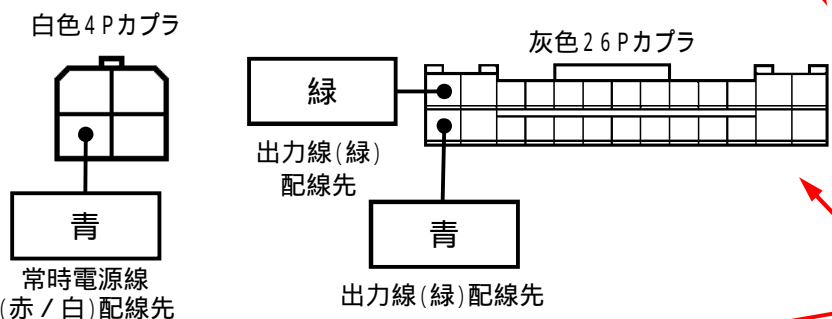 白色4Pカプラ
灰色26Pカプラ
緑
出力線(緑)
配線先
青
常時電源線
(赤/白)配線先
青
出力線(緑)配線先